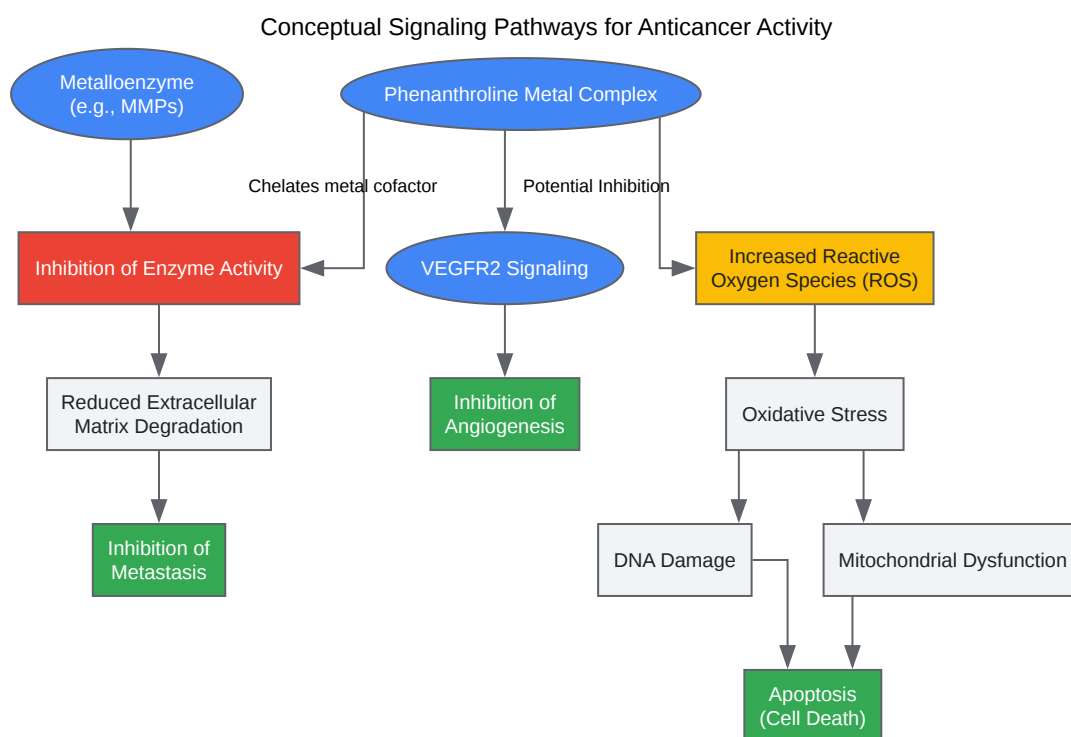 Conceptual Signaling Pathways for Anticancer Activity
Metalloenzyme
(e.g., MMPs)
Phenanthroline Metal Complex
Chelates metal cofactor
Potential Inhibition
Inhibition of Enzyme Activity
VEGFR2 Signaling
Increased Reactive
Oxygen Species (ROS)
Reduced Extracellular
Matrix Degradation
Inhibition of
Angiogenesis
Oxidative Stress
Inhibition of
Metastasis
DNA Damage
Mitochondrial Dysfunction
Apoptosis
(Cell Death)